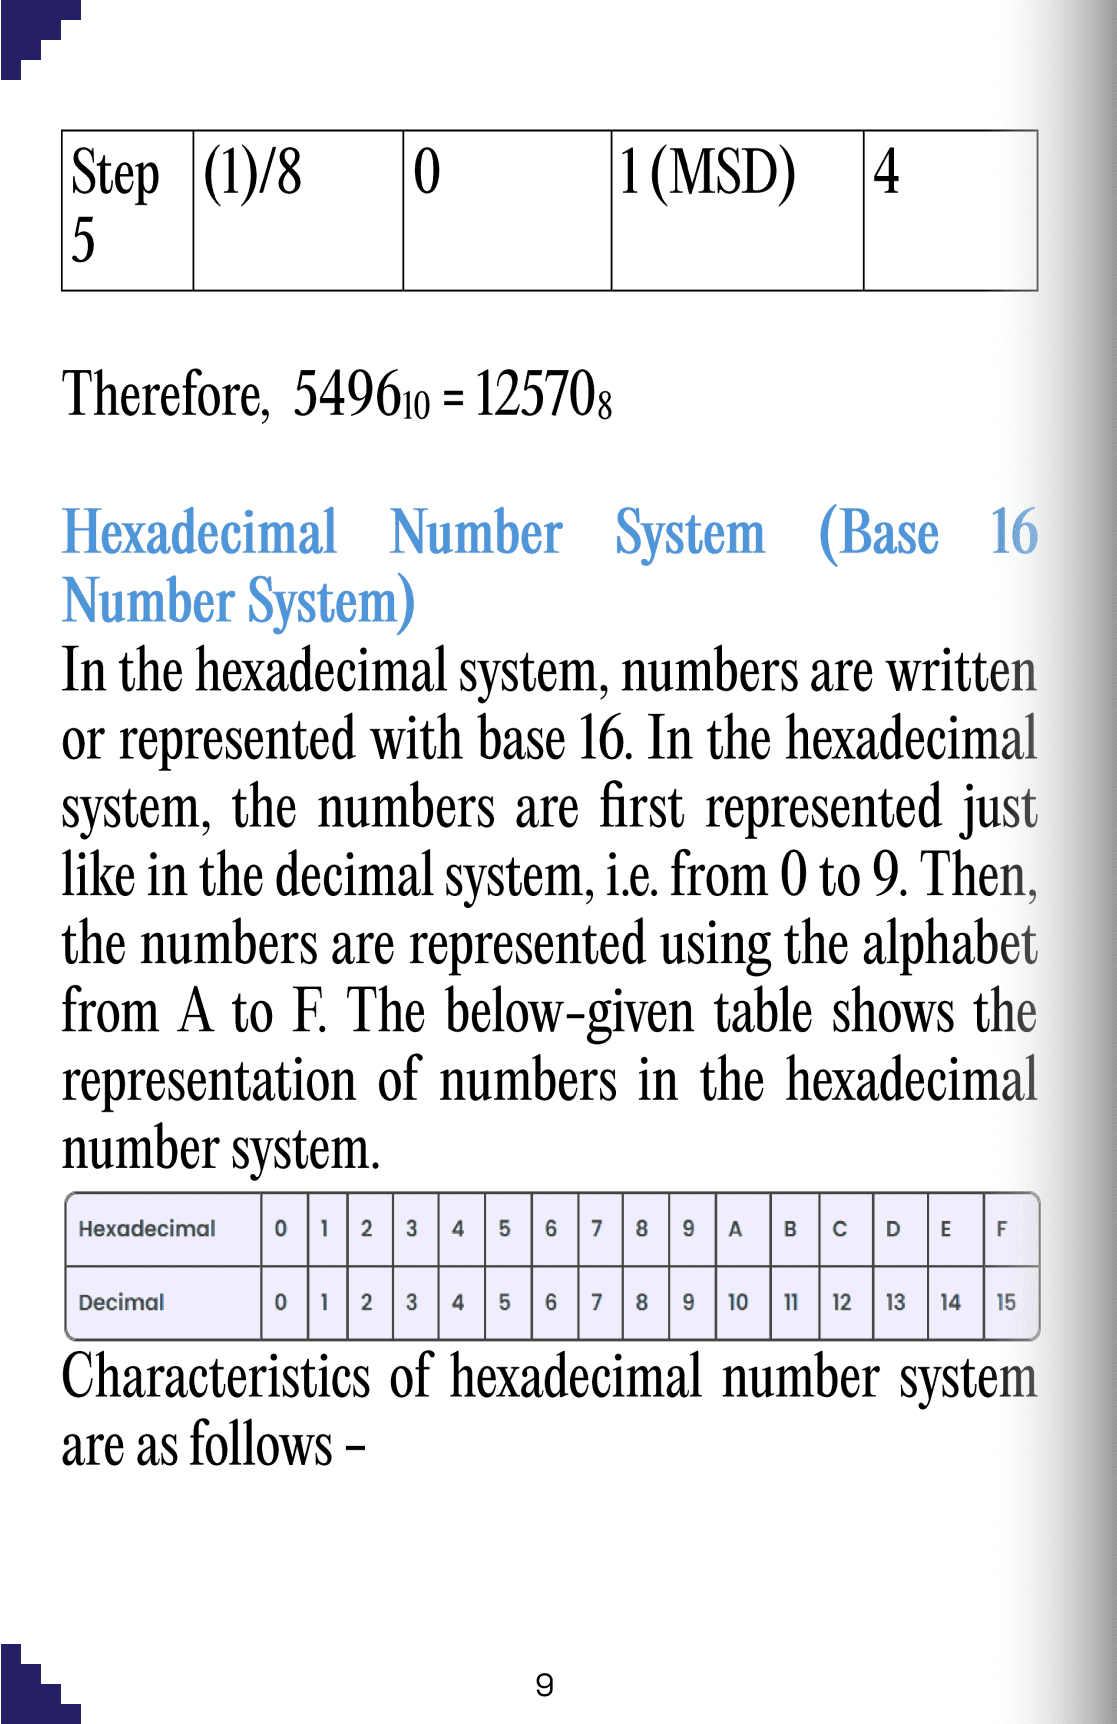 Step (1)/8 0 1 (MSD) 4
5
Therefore, 5496₁₀ = 12570₈
Hexadecimal Number System (Base 16
Number System)
In the hexadecimal system, numbers are written
or represented with base 16. In the hexadecimal
system, the numbers are first represented just
like in the decimal system, i.e. from 0 to 9. Then,
the numbers are represented using the alphabet
from A to F. The below-given table shows the
representation of numbers in the hexadecimal
number system.
Hexadecimal 0 1 2 3 4 5 6 7 8 9 A B C D E F
Decimal 0 1 2 3 4 5 6 7 8 9 10 11 12 13 14 15
Characteristics of hexadecimal number system
are as follows –
9